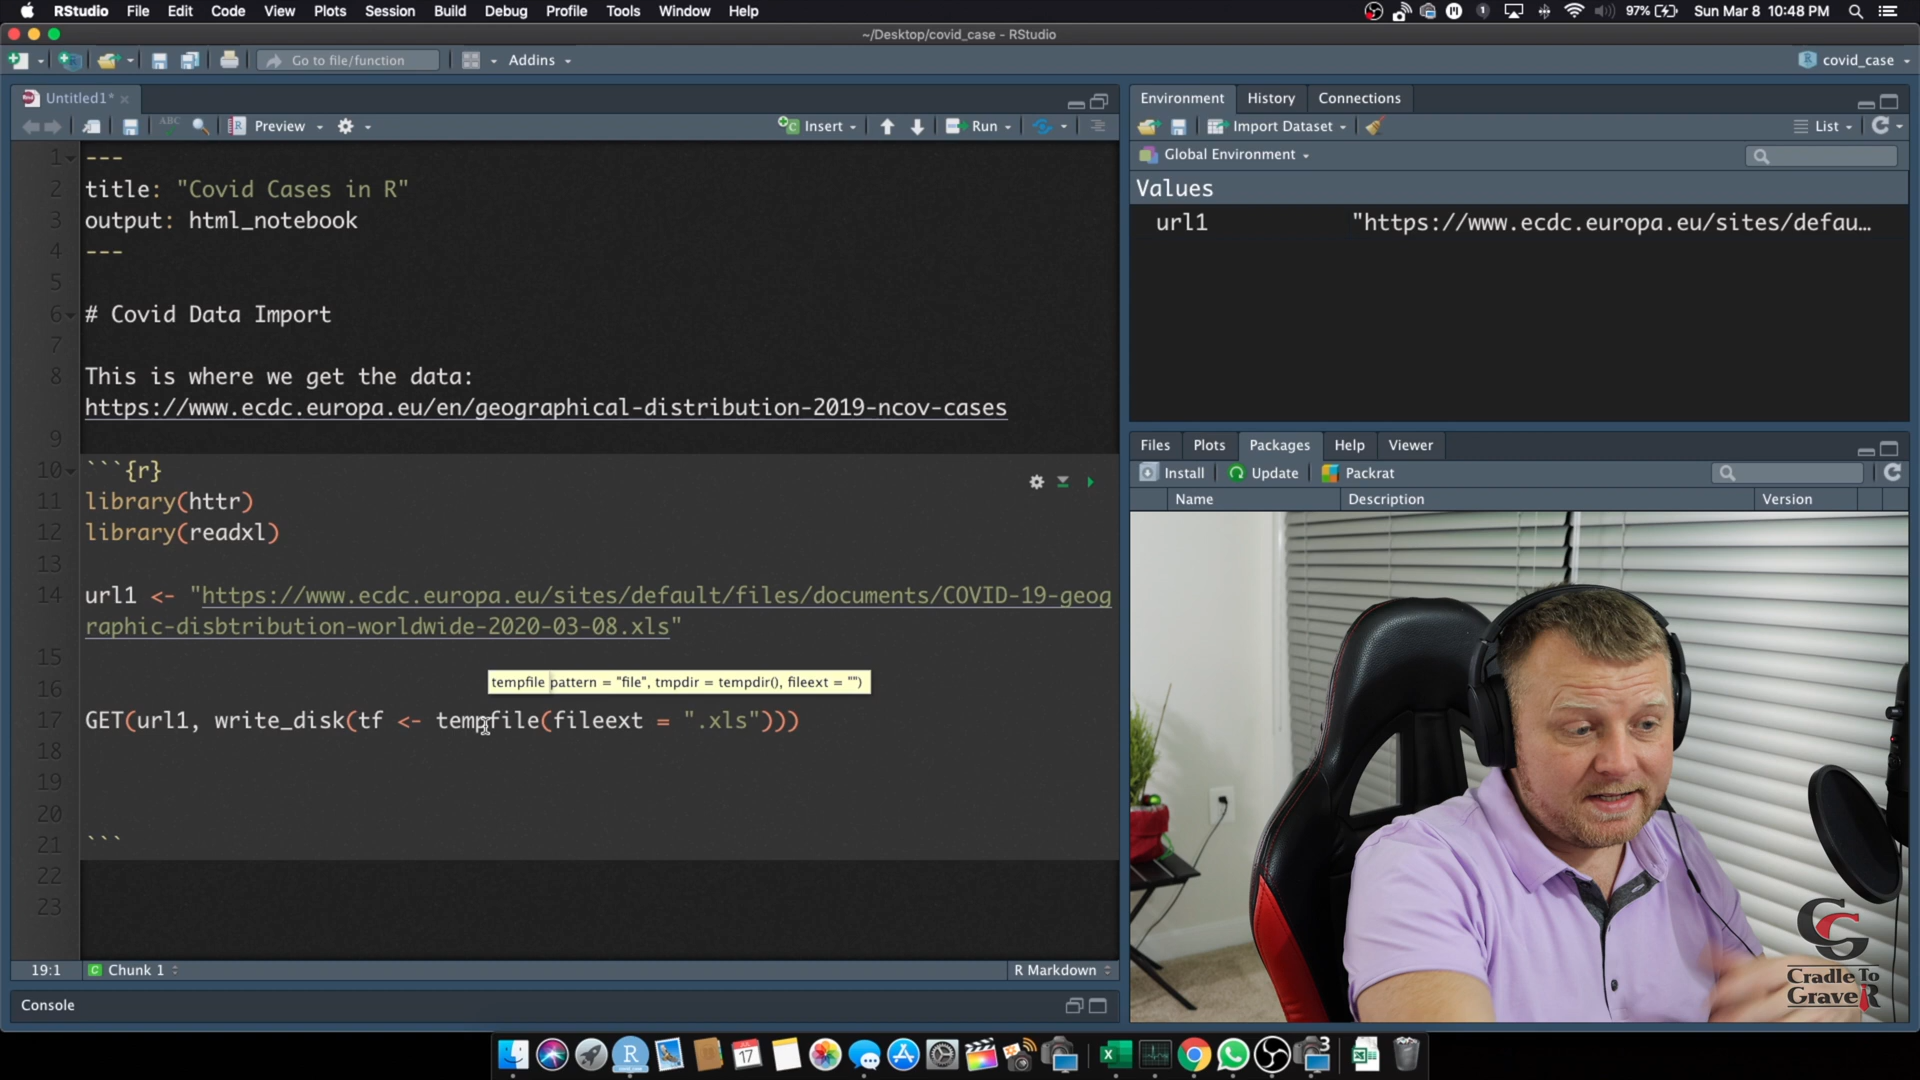 RStudio File Edit Code View Plots Session Build Debug Profile Tools Window Help
97% Sun Mar 8 10:48 PM
~/Desktop/covid_case - RStudio
Go to file/function Addins covid_case
Untitled1*
ABC Preview Insert Run
1 ---
2 title: "Covid Cases in R"
3 output: html_notebook
4 ---
5
6 # Covid Data Import
7
8 This is where we get the data:
https://www.ecdc.europa.eu/en/geographical-distribution-2019-ncov-cases
9
10 ```{r}
11 library(httr)
12 library(readxl)
13
14 url1 <- "https://www.ecdc.europa.eu/sites/default/files/documents/COVID-19-geog
raphic-disbtribution-worldwide-2020-03-08.xls"
15
tempfile pattern = "file", tmpdir = tempdir(), fileext = "")
16
17 GET(url1, write_disk(tf <- tempfile(fileext = ".xls")))
18
19
20
21 ```
22
23
19:1 Chunk 1 R Markdown
Console
Environment History Connections
Import Dataset List
Global Environment
Values
url1 "https://www.ecdc.europa.eu/sites/defau…
Files Plots Packages Help Viewer
Install Update Packrat
Name Description Version
Cradle To
GraveR
17
3